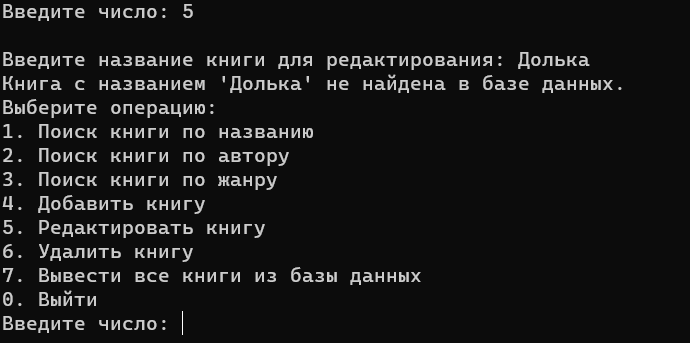 Введите число: 5
Введите название книги для редактирования: Долька
Книга с названием 'Долька' не найдена в базе данных.
Выберите операцию:
1. Поиск книги по названию
2. Поиск книги по автору
3. Поиск книги по жанру
4. Добавить книгу
5. Редактировать книгу
6. Удалить книгу
7. Вывести все книги из базы данных
0. Выйти
Введите число: